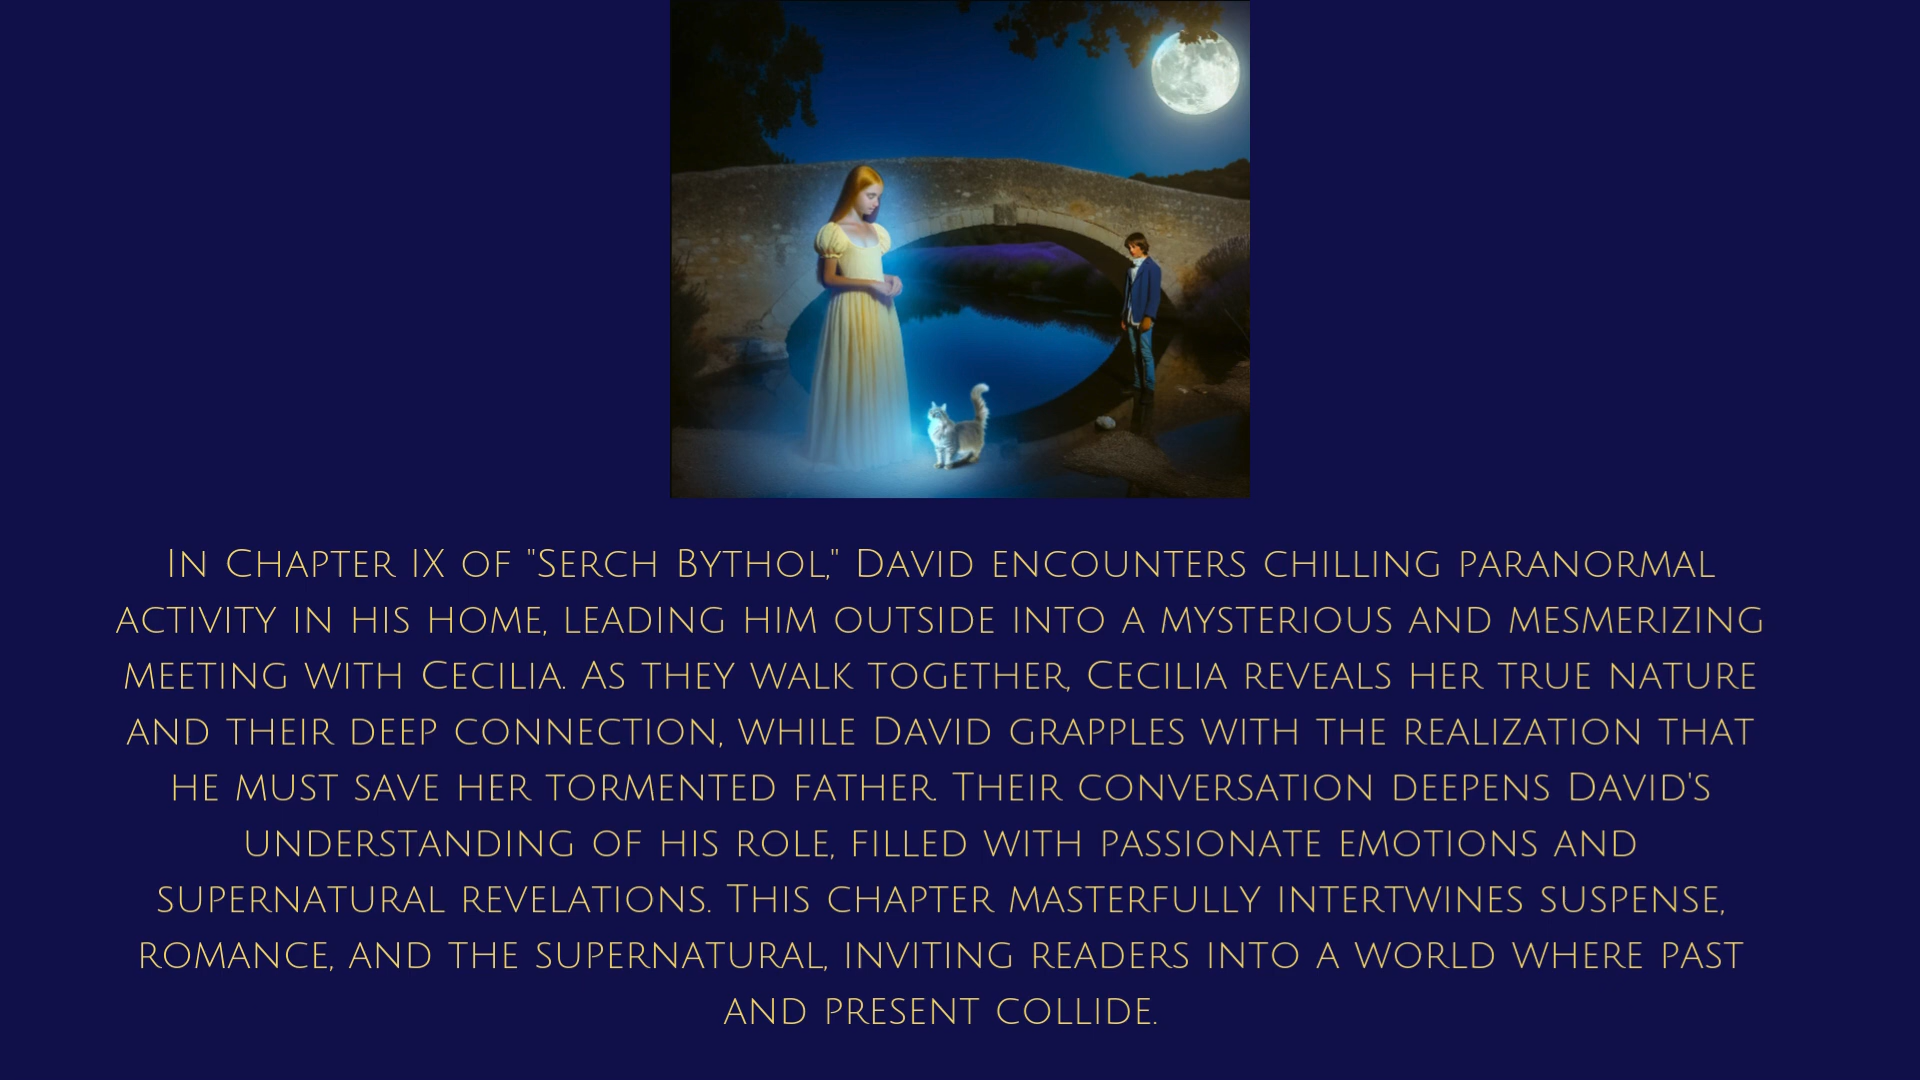 In Chapter IX of "Serch Bythol," David encounters chilling paranormal
activity in his home, leading him outside into a mysterious and mesmerizing
meeting with Cecilia. As they walk together, Cecilia reveals her true nature
and their deep connection, while David grapples with the realization that
he must save her tormented father. Their conversation deepens David's
understanding of his role, filled with passionate emotions and
supernatural revelations. This chapter masterfully intertwines suspense,
romance, and the supernatural, inviting readers into a world where past
and present collide.